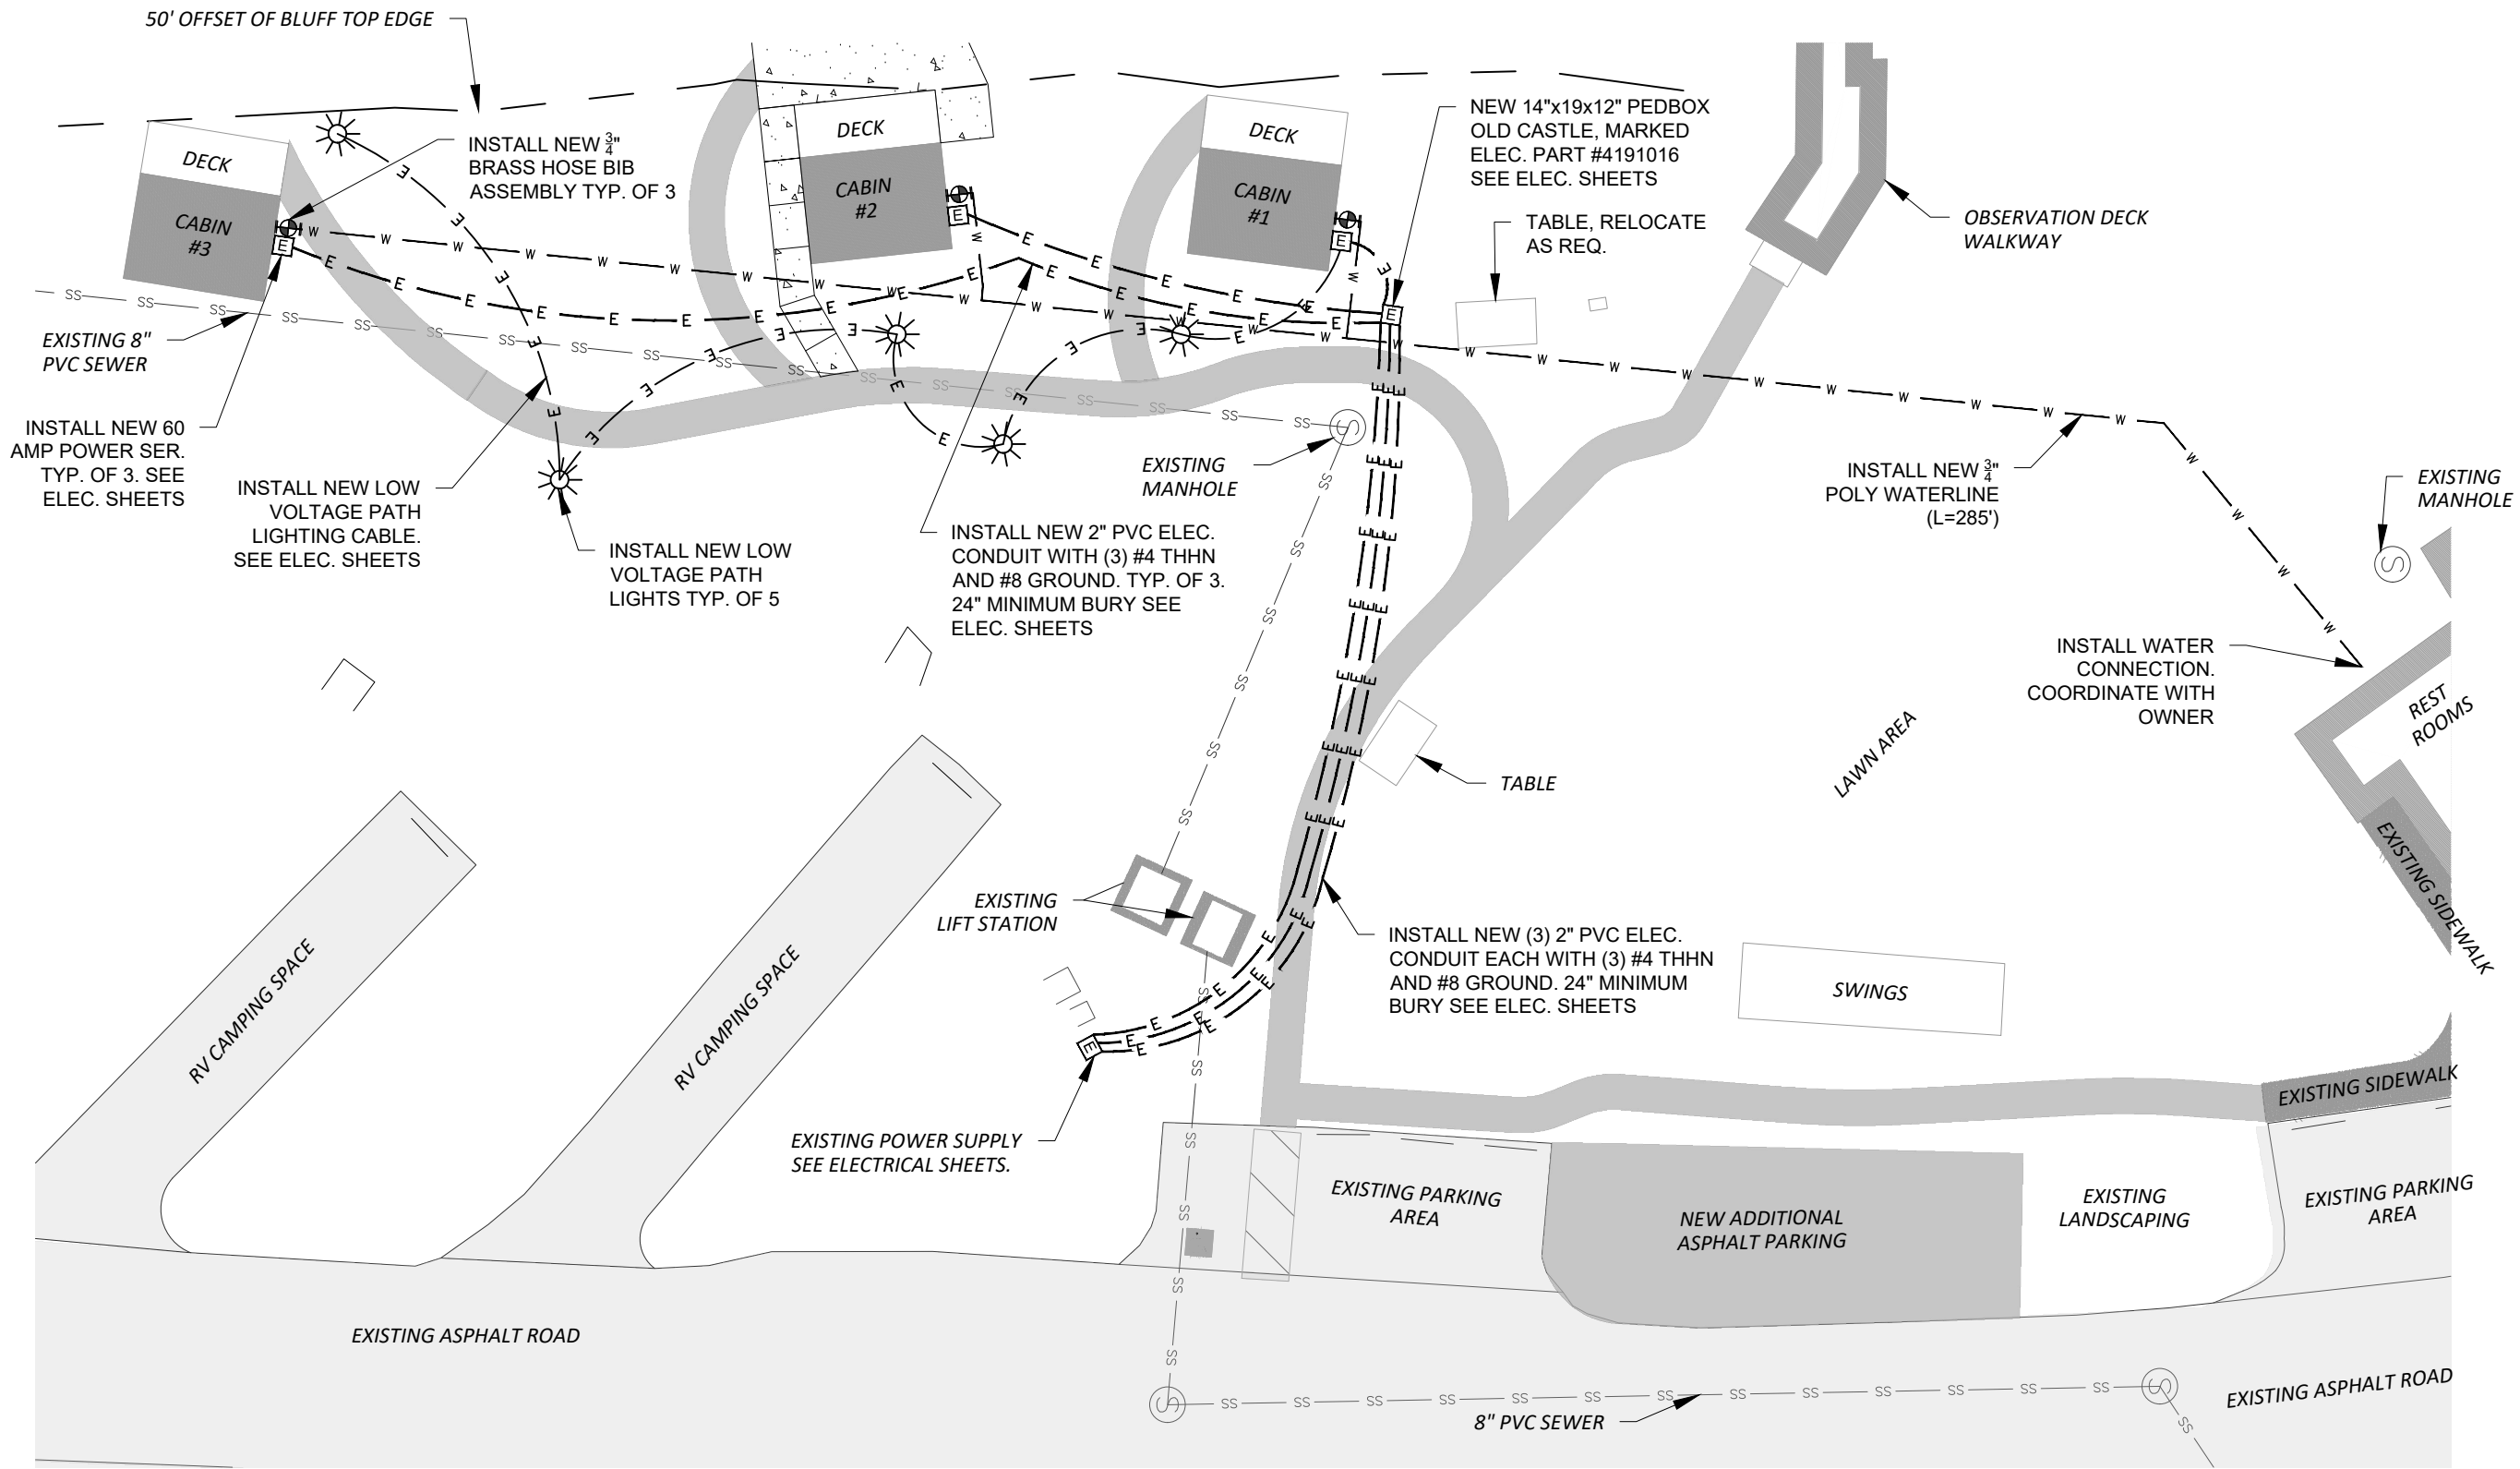 50' OFFSET OF BLUFF TOP EDGE
DECK
CABIN
#3
INSTALL NEW 3/4"
BRASS HOSE BIB
ASSEMBLY TYP. OF 3
DECK
CABIN
#2
DECK
CABIN
#1
NEW 14"x19x12" PEDBOX
OLD CASTLE, MARKED
ELEC. PART #4191016
SEE ELEC. SHEETS
TABLE, RELOCATE
AS REQ.
OBSERVATION DECK
WALKWAY
EXISTING 8"
PVC SEWER
INSTALL NEW 60
AMP POWER SER.
TYP. OF 3. SEE
ELEC. SHEETS
INSTALL NEW LOW
VOLTAGE PATH
LIGHTING CABLE.
SEE ELEC. SHEETS
INSTALL NEW LOW
VOLTAGE PATH
LIGHTS TYP. OF 5
INSTALL NEW 2" PVC ELEC.
CONDUIT WITH (3) #4 THHN
AND #8 GROUND. TYP. OF 3.
24" MINIMUM BURY SEE
ELEC. SHEETS
EXISTING
MANHOLE
INSTALL NEW 3/4"
POLY WATERLINE
(L=285')
EXISTING
MANHOLE
INSTALL WATER
CONNECTION.
COORDINATE WITH
OWNER
REST
ROOMS
LAWN AREA
TABLE
EXISTING SIDEWALK
EXISTING
LIFT STATION
INSTALL NEW (3) 2" PVC ELEC.
CONDUIT EACH WITH (3) #4 THHN
AND #8 GROUND. 24" MINIMUM
BURY SEE ELEC. SHEETS
SWINGS
RV CAMPING SPACE
RV CAMPING SPACE
EXISTING POWER SUPPLY
SEE ELECTRICAL SHEETS.
EXISTING SIDEWALK
EXISTING PARKING
AREA
NEW ADDITIONAL
ASPHALT PARKING
EXISTING
LANDSCAPING
EXISTING PARKING
AREA
EXISTING ASPHALT ROAD
8" PVC SEWER
EXISTING ASPHALT ROAD